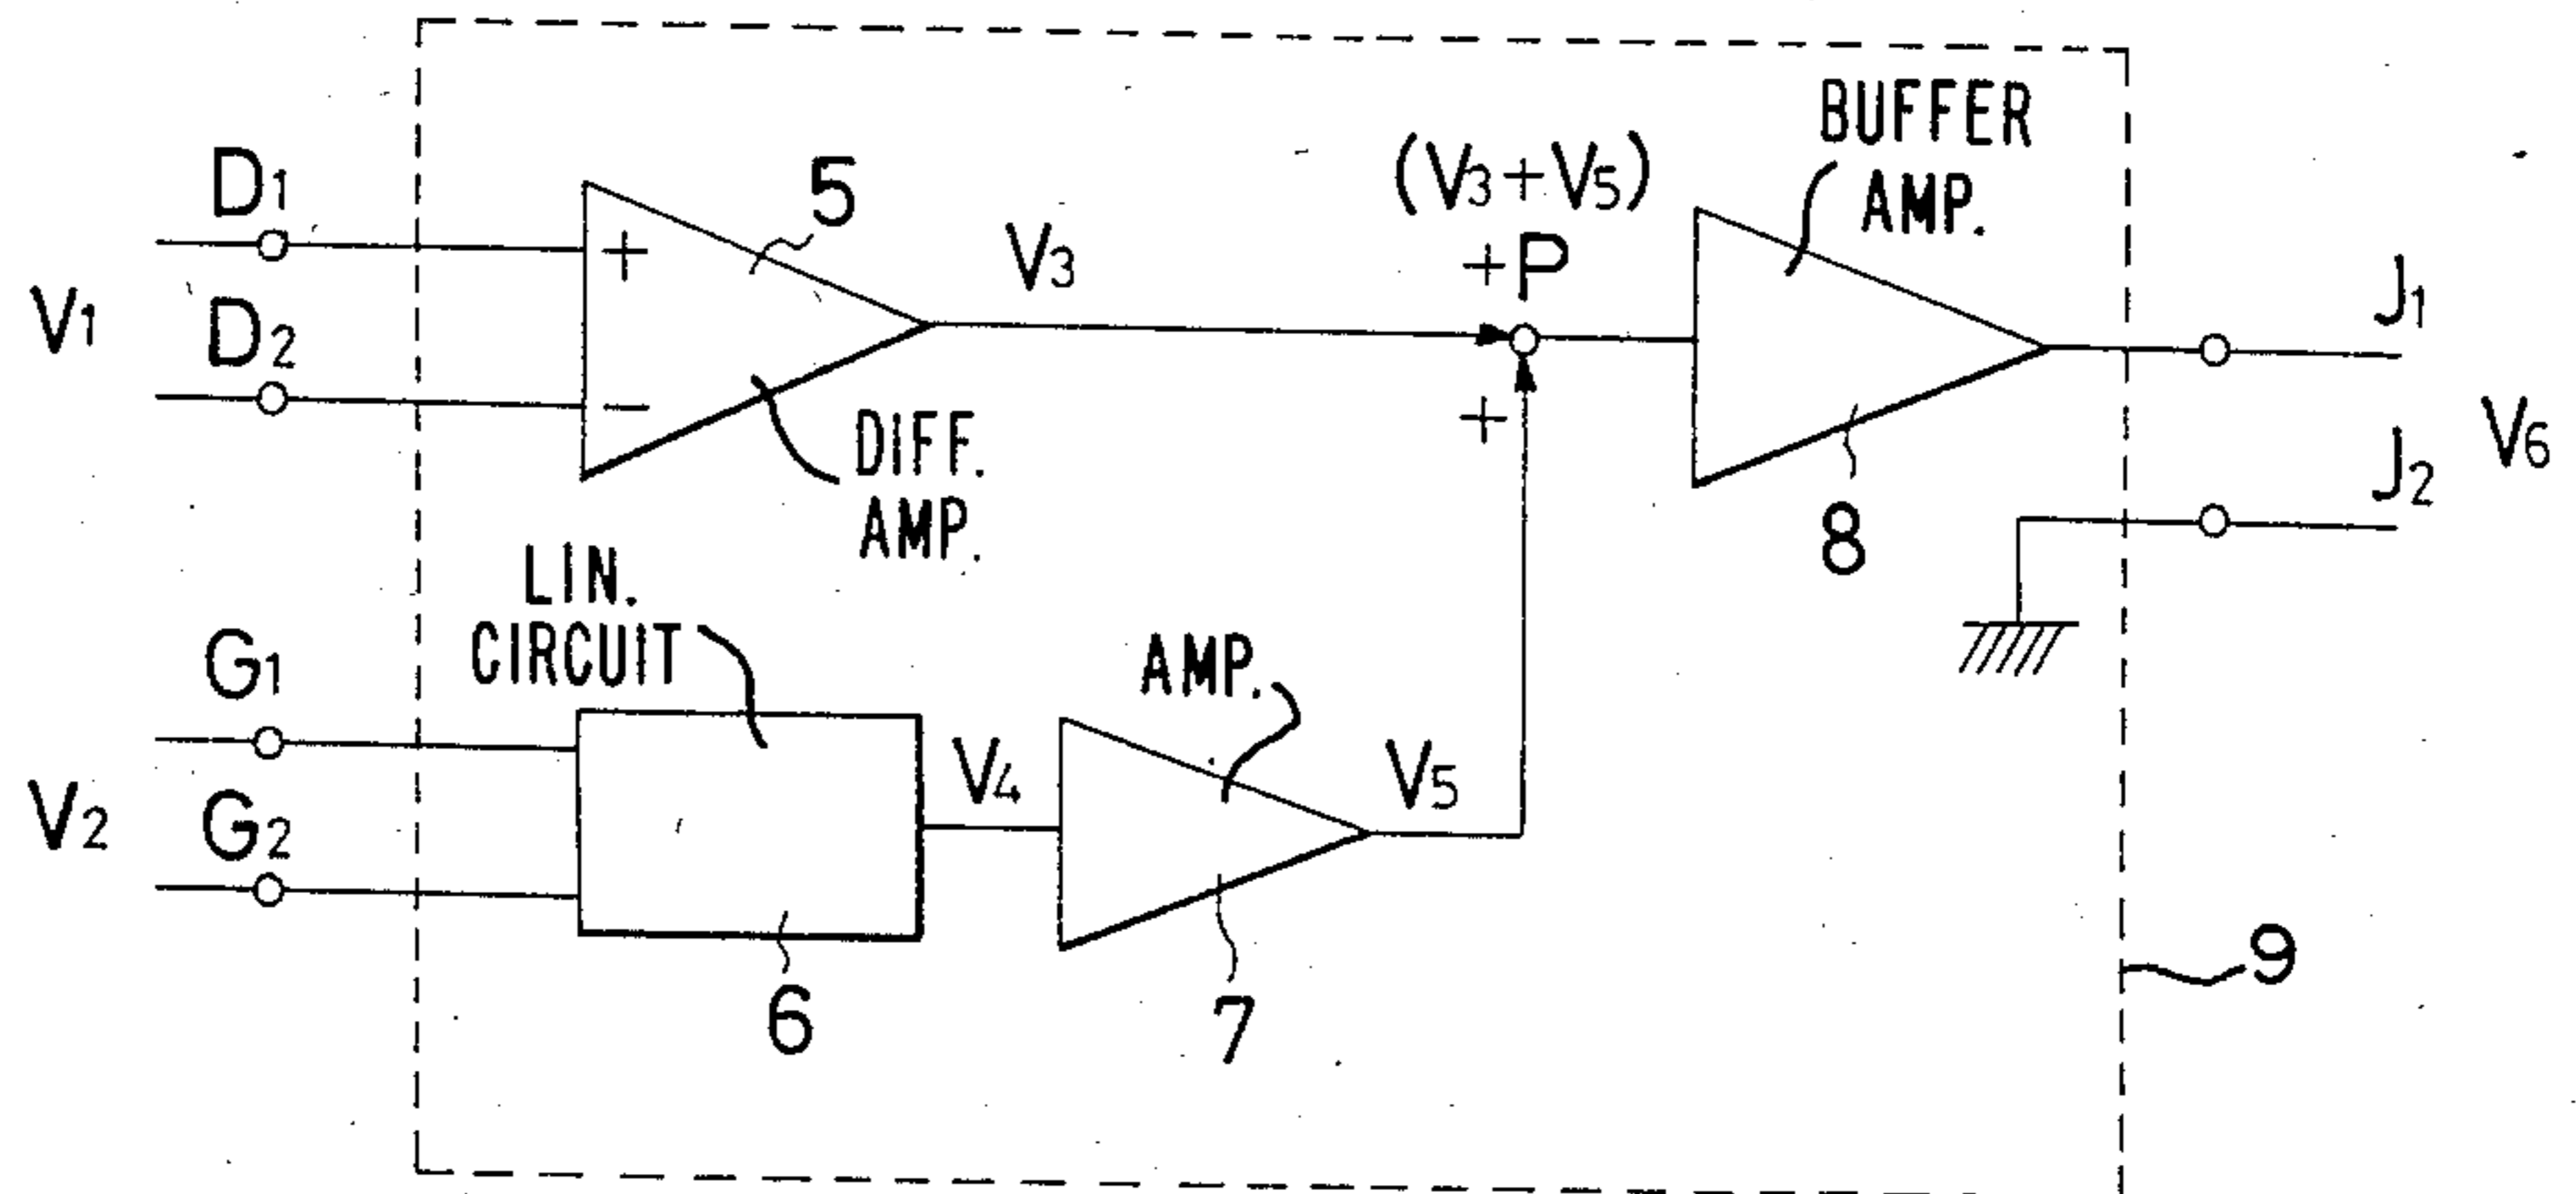 BUFFER
AMP.
D1
5
(V3+V5)
V3
+P
+
V1
D2
−
+
J1
V6
J2
DIFF.
AMP.
8
LIN.
CIRCUIT
G1
AMP.
V4
V5
V2
G2
6
7
9